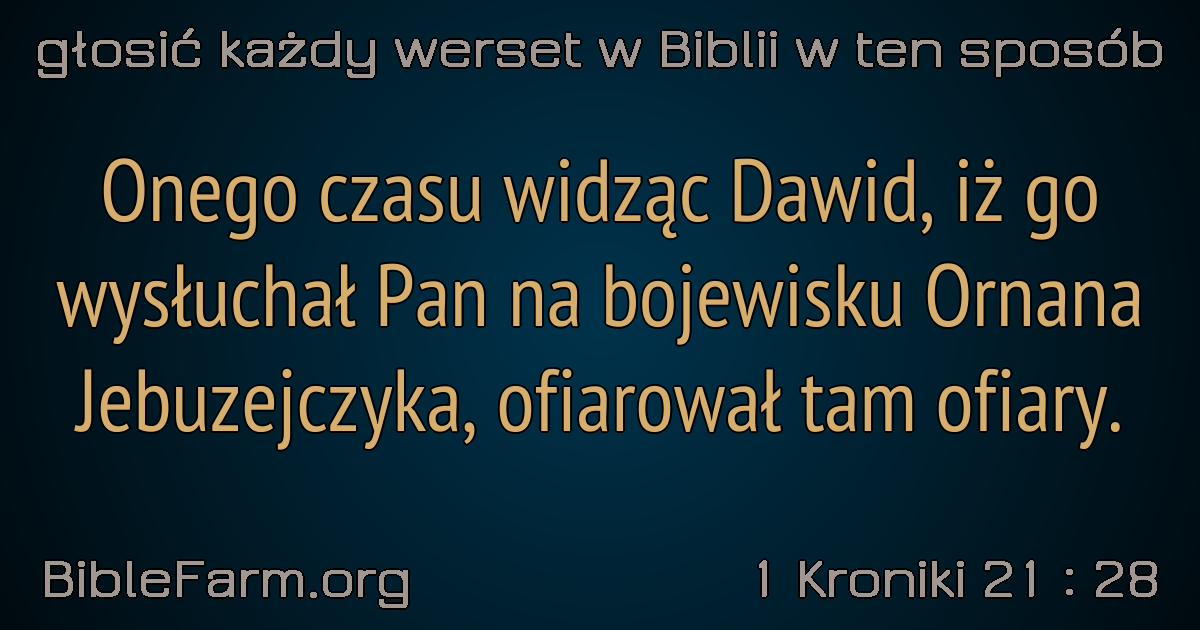 głosić każdy werset w Biblii w ten sposób
Onego czasu widząc Dawid, iż go
wysłuchał Pan na bojewisku Ornana
Jebuzejczyka, ofiarował tam ofiary.
BibleFarm.org
1 Kroniki 21 : 28